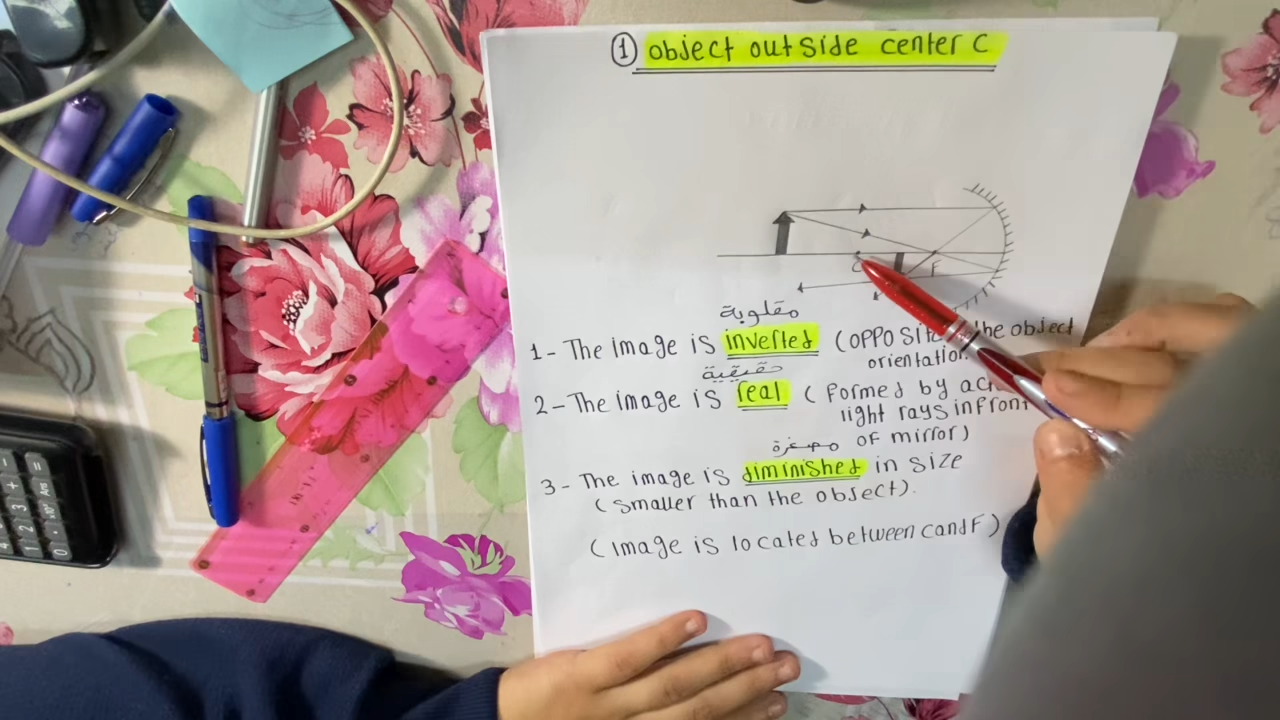 1 object outside center C
C F
مقلوبة
1- The image is inverted (opposite the object
orientation
حقيقية
2- The image is real (formed by
light rays infront
of mirror)
مصغرة
3- The image is diminished in size
(smaller than the object).
(image is located between c and F)